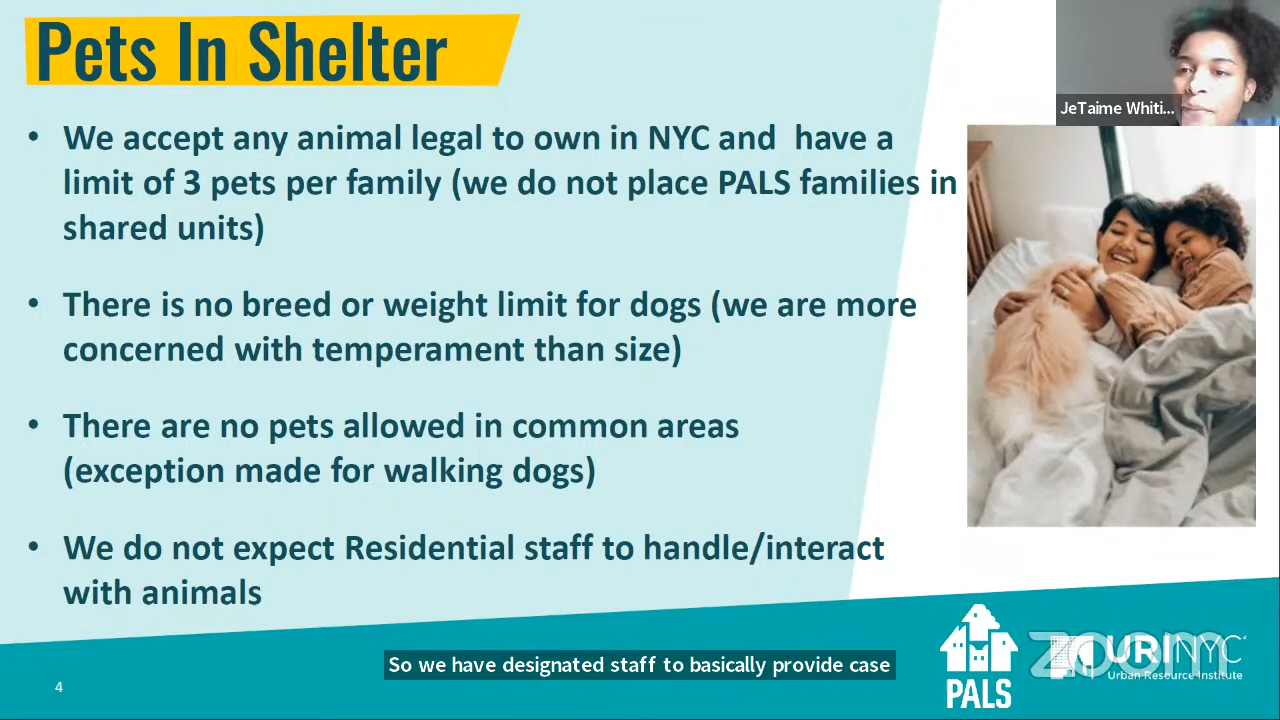 Pets In Shelter
JeTaime Whiti...
• We accept any animal legal to own in NYC and have a
limit of 3 pets per family (we do not place PALS families in
shared units)
• There is no breed or weight limit for dogs (we are more
concerned with temperament than size)
• There are no pets allowed in common areas
(exception made for walking dogs)
• We do not expect Residential staff to handle/interact
with animals
So we have designated staff to basically provide case
4
PALS
zoom
URINYC
Urban Resource Institute